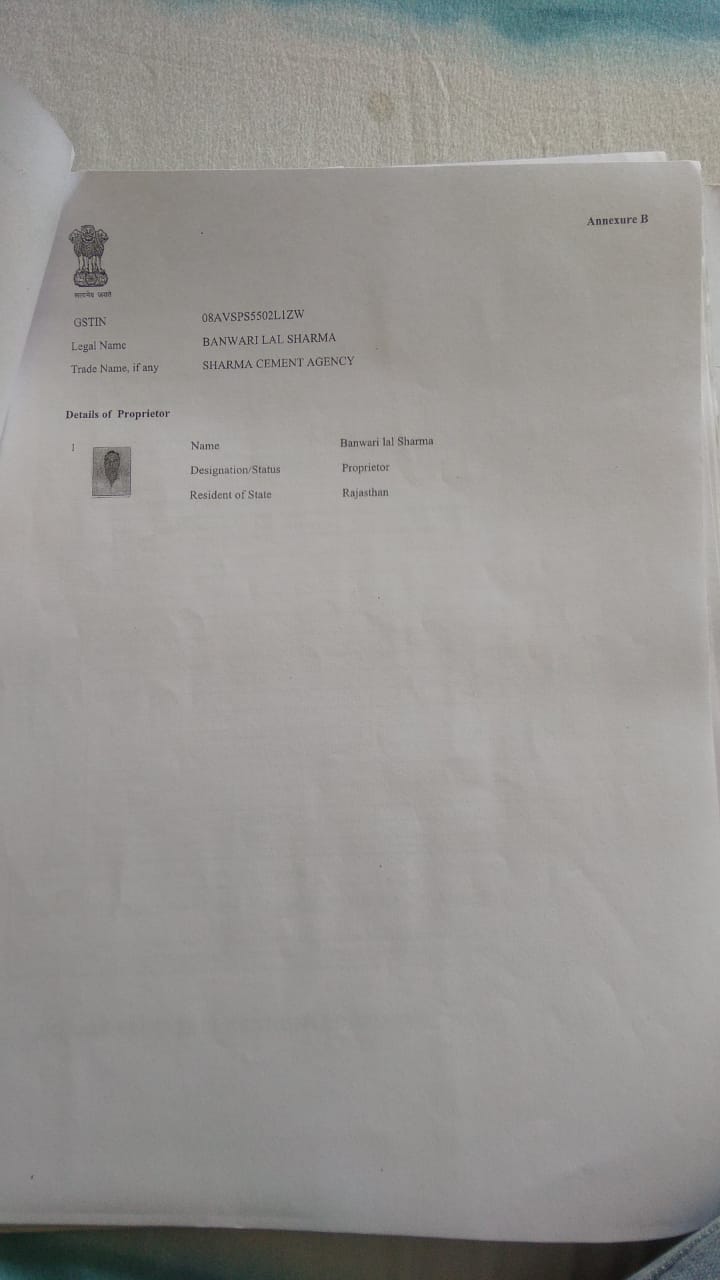 Annexure B
सत्यमेव जयते
GSTIN 08AVSPS5502L1ZW
Legal Name BANWARI LAL SHARMA
Trade Name, if any SHARMA CEMENT AGENCY
Details of Proprietor
1 Name Banwari lal Sharma
Designation/Status Proprietor
Resident of State Rajasthan